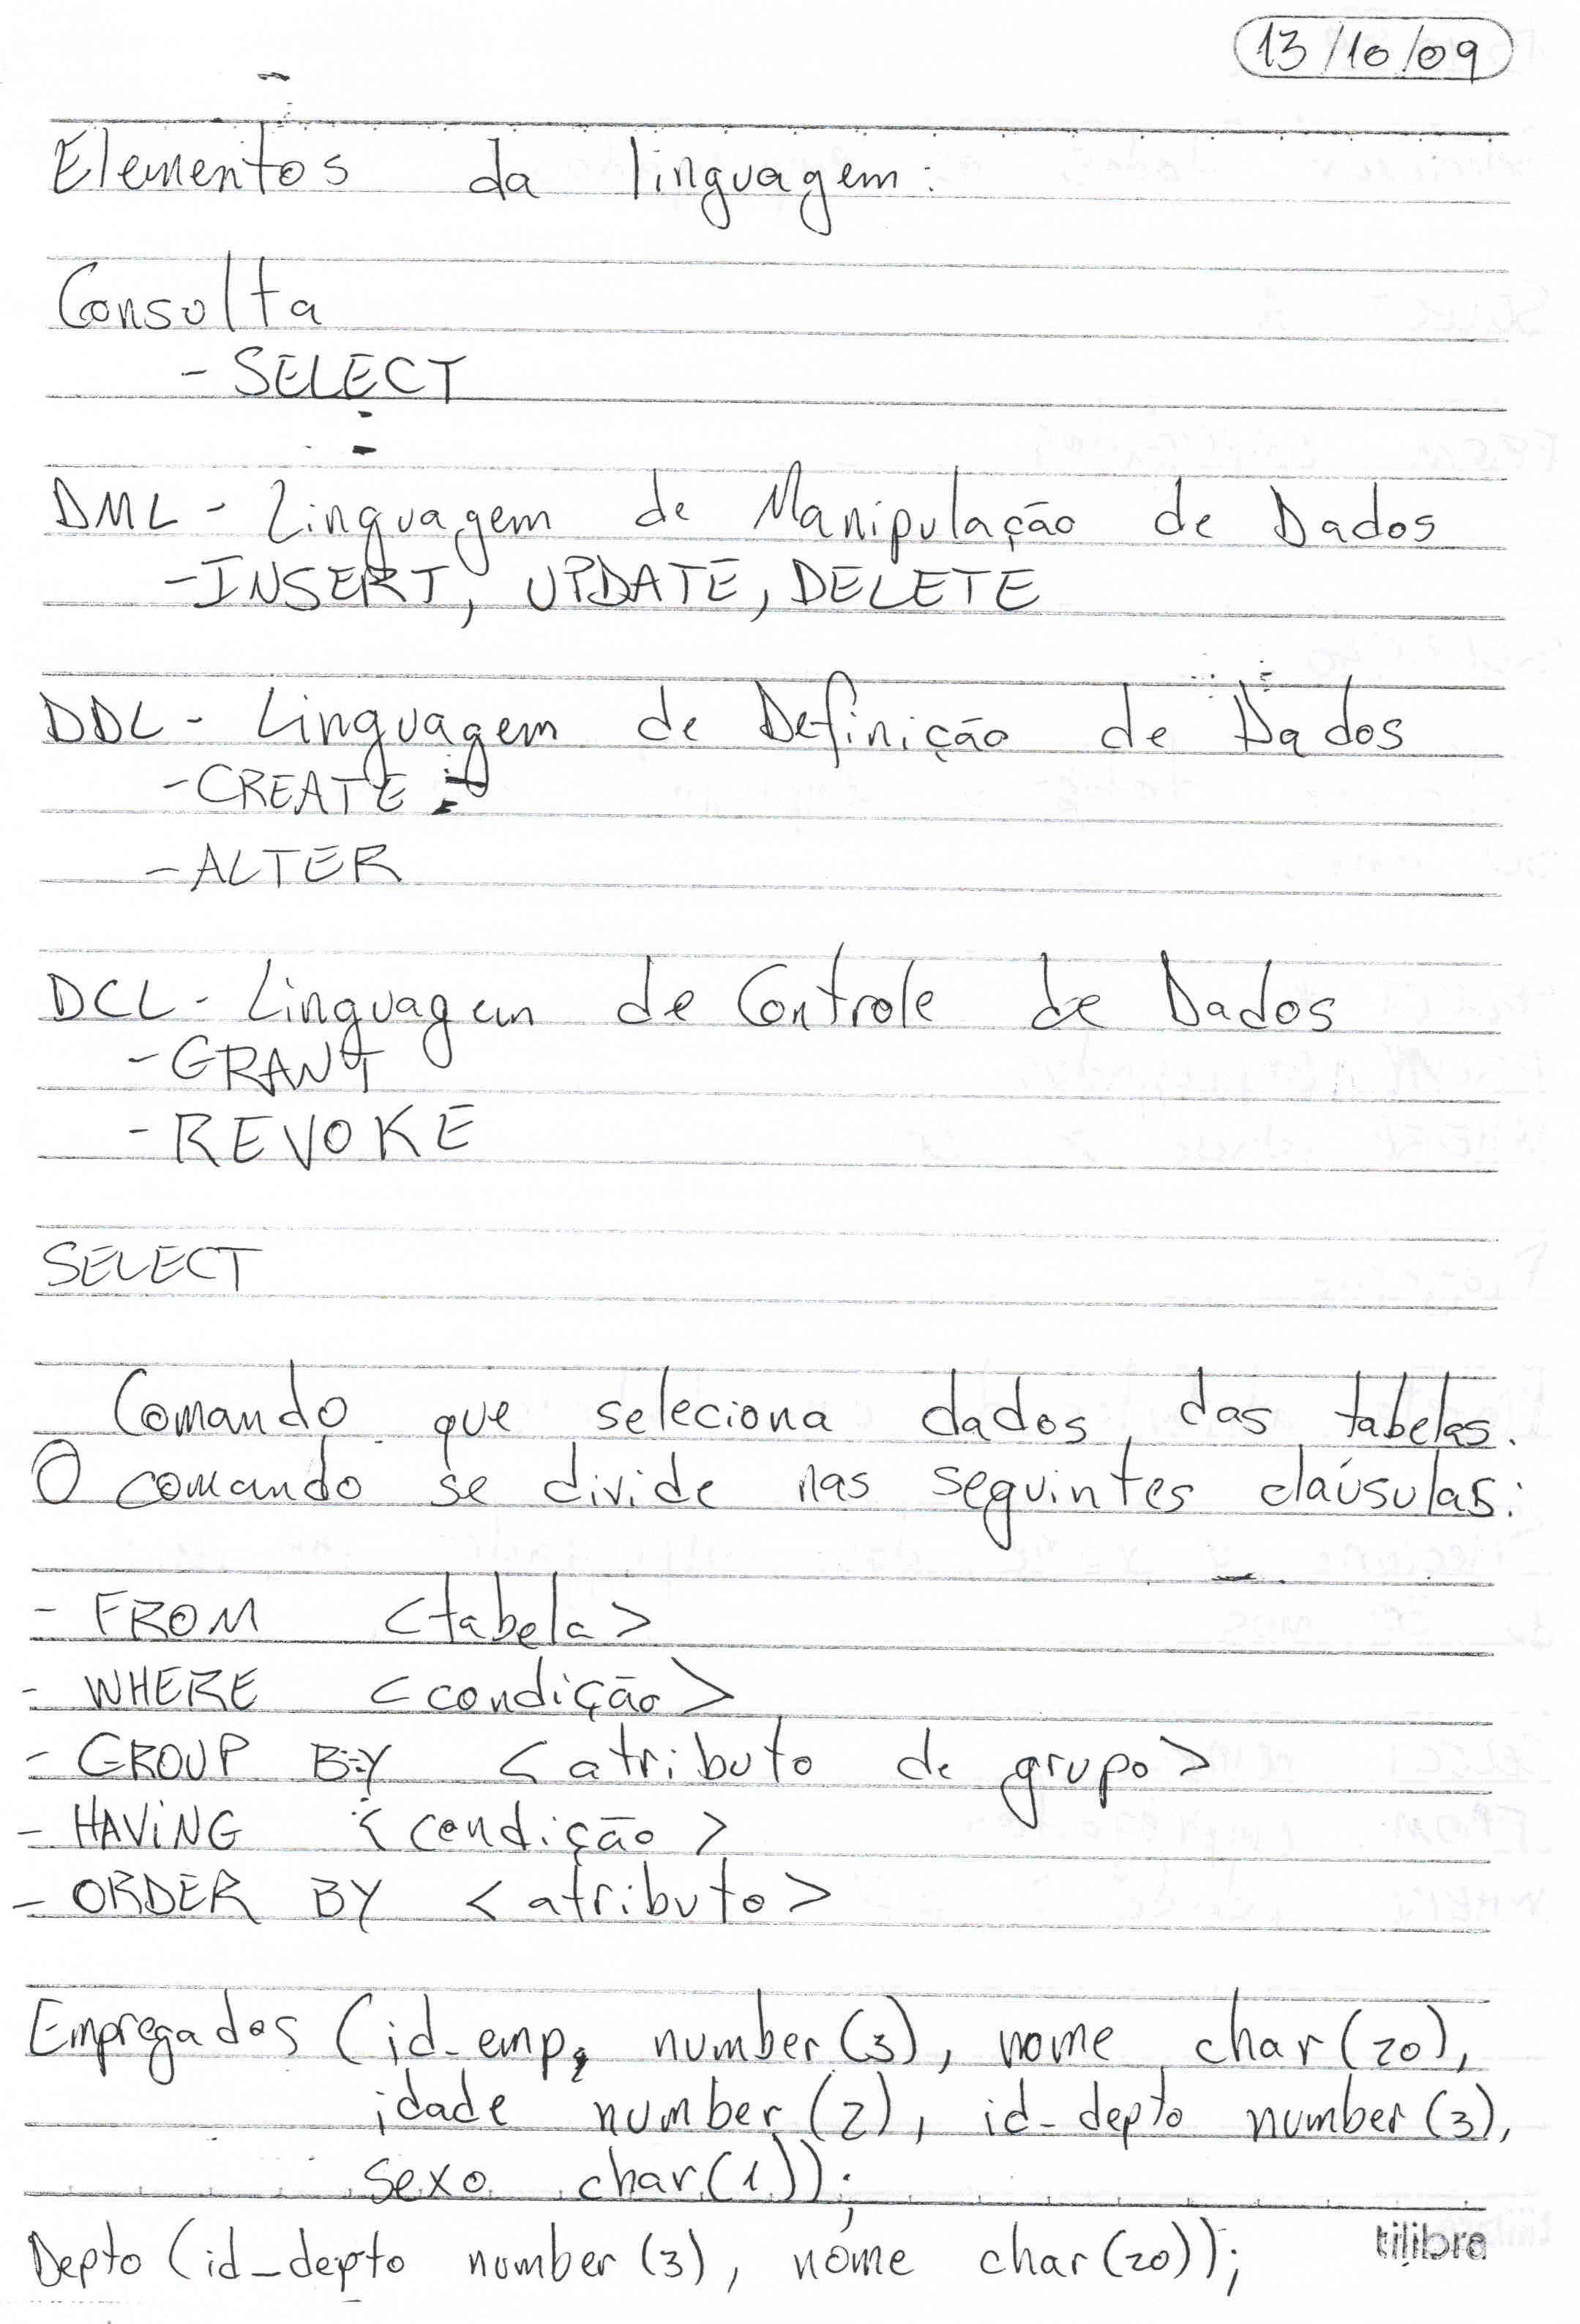 13/10/09
Elementos da linguagem:
Consulta
- SELECT
DML - Linguagem de Manipulação de Dados
- INSERT, UPDATE, DELETE
DDL - Linguagem de Definição de Dados
- CREATE
- ALTER
DCL - Linguagem de Controle de Dados
- GRANT
- REVOKE
SELECT
Comando que seleciona dados das tabelas.
O comando se divide nas seguintes claúsulas:
- FROM <tabela>
- WHERE <condição>
- GROUP BY <atributo de grupo>
- HAVING <condição>
- ORDER BY <atributo>
Empregados (id_emp, number(3), nome char(20),
idade number(2), id_depto number(3),
sexo char(1));
Depto (id_depto number(3), nome char(20));
tilibra